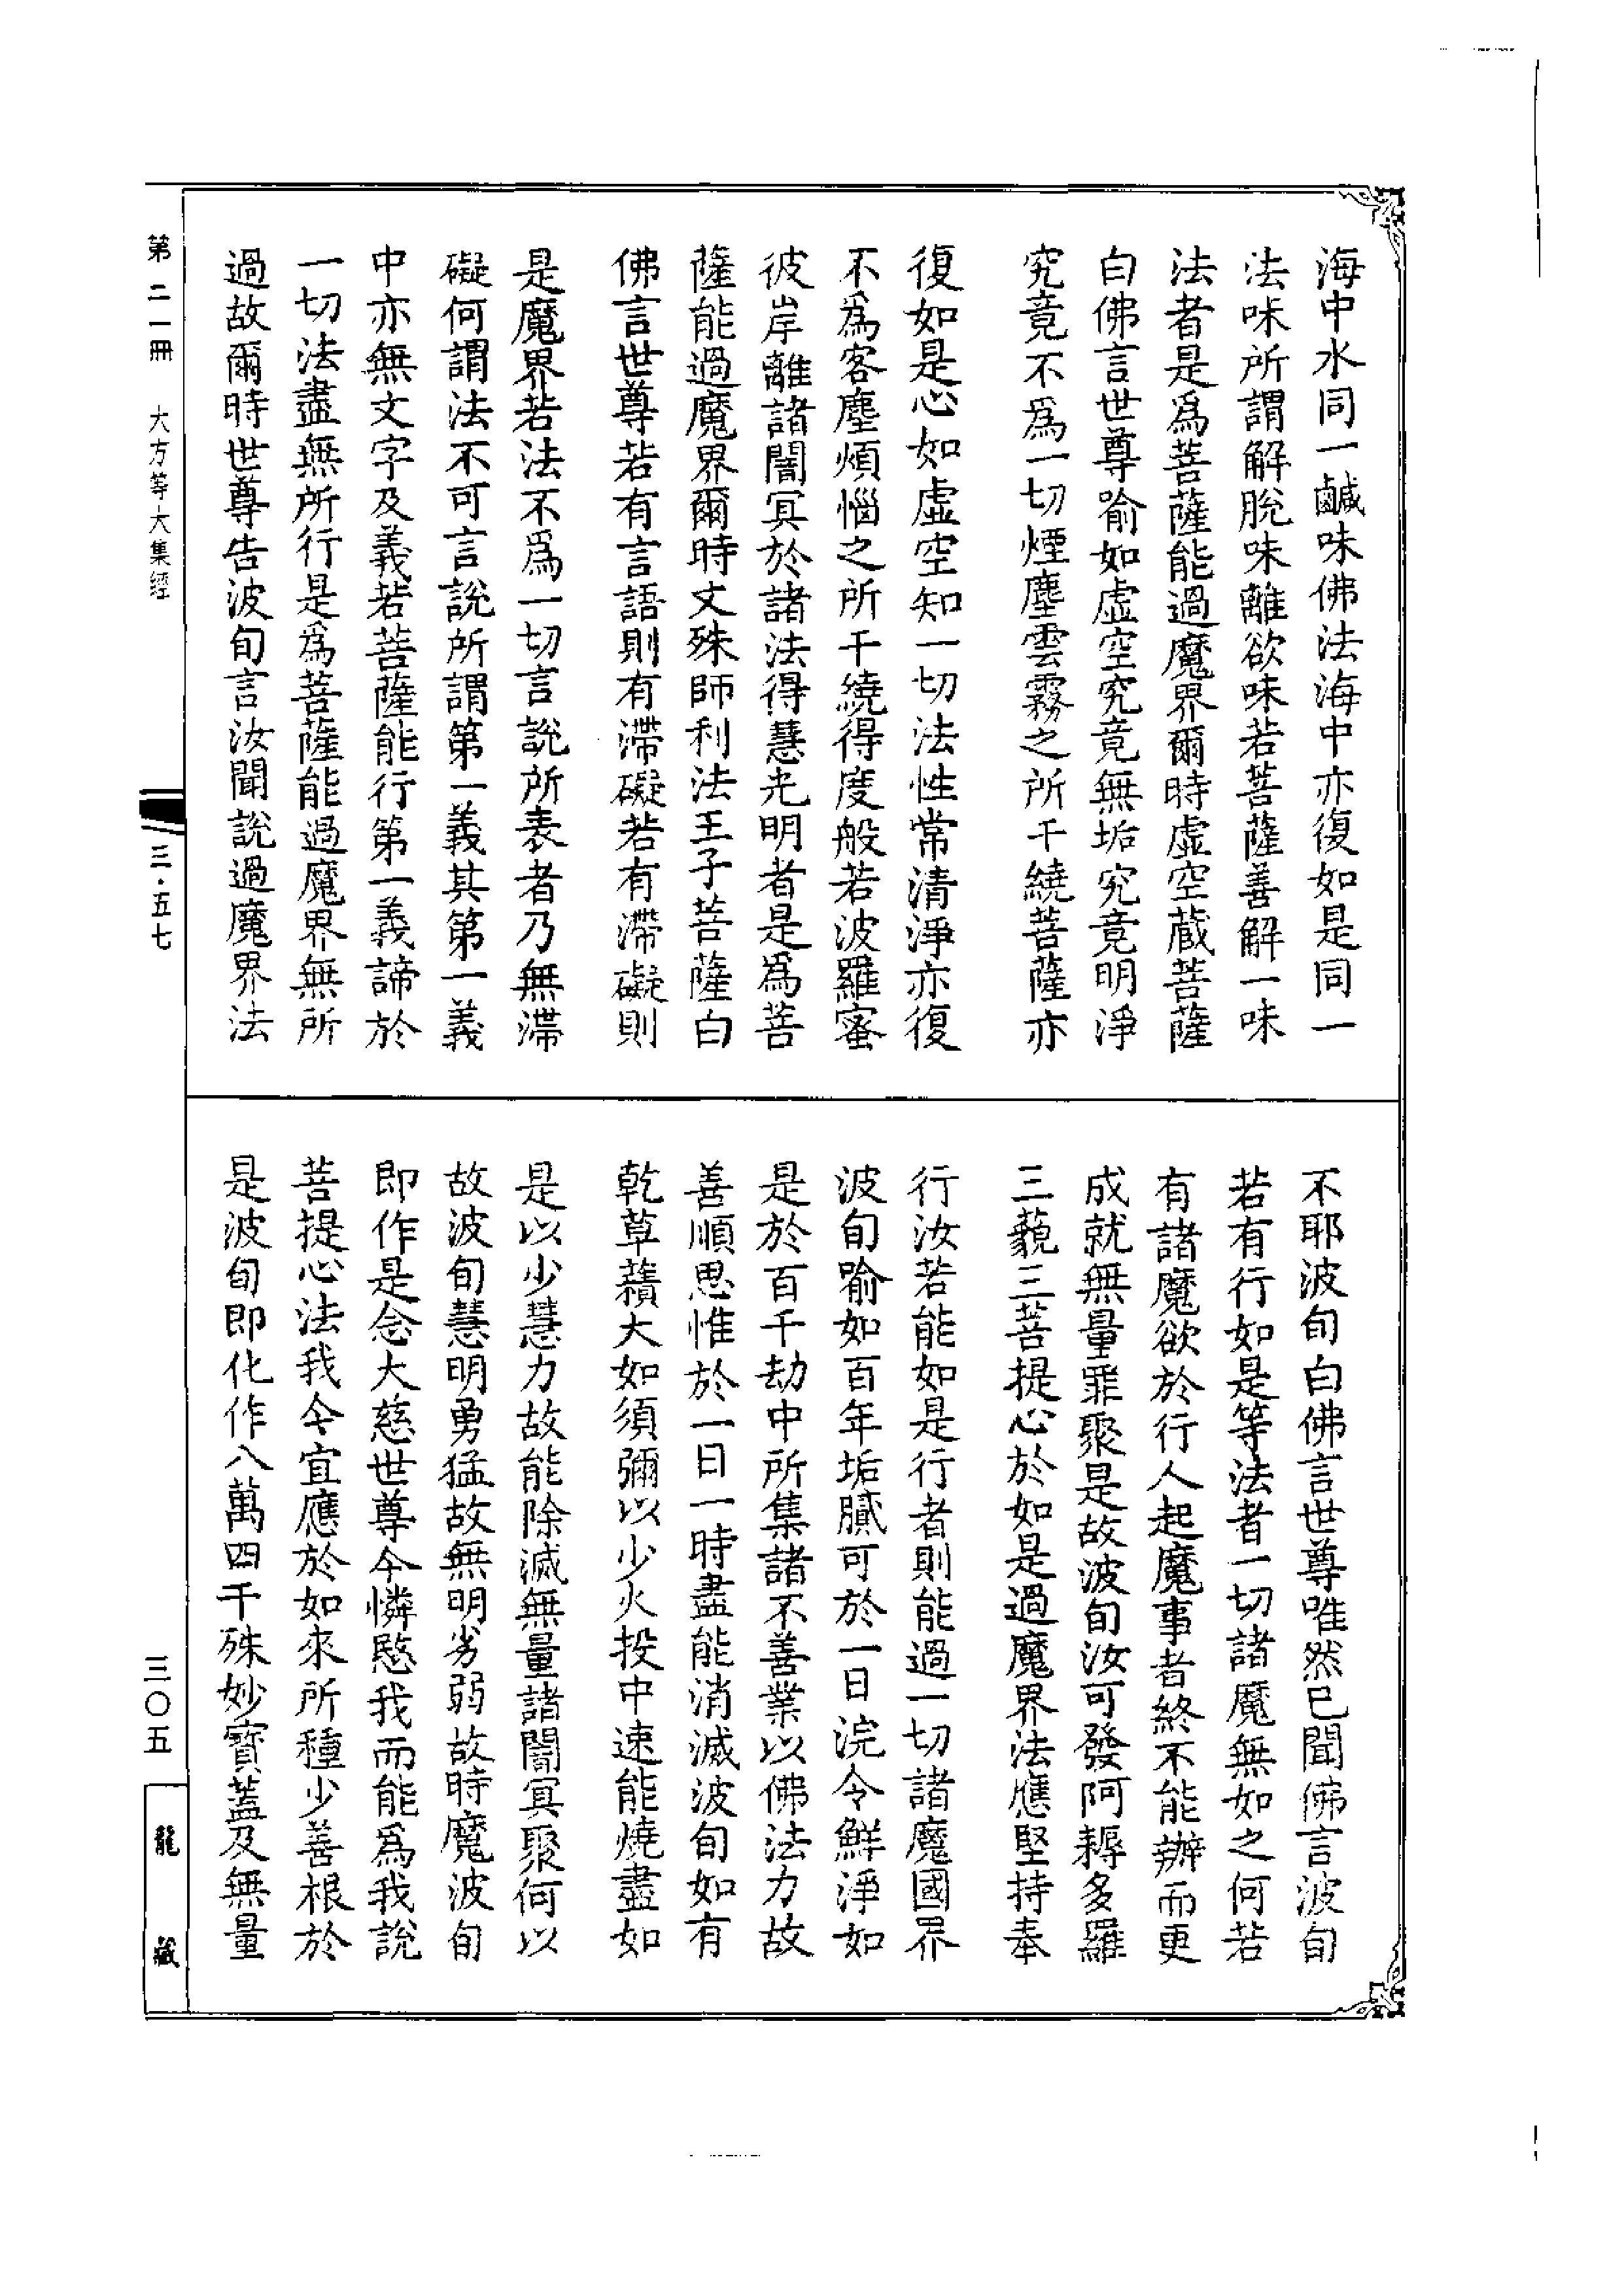 海中水同一鹹味佛法海中亦復如是同一
法味所謂解脫味離欲味若菩薩善解一味
法者是爲菩薩能過魔界爾時虛空藏菩薩
白佛言世尊喻如虛空究竟無垢究竟明淨
究竟不爲一切煙塵雲霧之所干繞菩薩亦
復如是心如虛空知一切法性常清淨亦復
不爲客塵煩惱之所干繞得度般若波羅蜜
彼岸離諸闇冥於諸法得慧光明者是爲菩
薩能過魔界爾時文殊師利法王子菩薩白
佛言世尊若有言語則有滯礙若有滯礙則
是魔界若法不爲一切言說所表者乃無滯
礙何謂法不可言說所謂第一義其第一義
中亦無文字及義若菩薩能行第一義諦於
一切法盡無所行是爲菩薩能過魔界無所
過故爾時世尊告波旬言汝聞說過魔界法
不耶波旬白佛言世尊唯然已聞佛言波旬
若有行如是等法者一切諸魔無如之何若
有諸魔欲於行人起魔事者終不能辦而更
成就無量罪聚是故波旬汝可發阿耨多羅
三藐三菩提心於如是過魔界法應堅持奉
行汝若能如是行者則能過一切諸魔國界
波旬喻如百年垢膩可於一日浣令鮮淨如
是於百千劫中所集諸不善業以佛法力故
善順思惟於一日一時盡能消滅波旬如有
乾草𧂐大如須彌以少火投中速能燒盡如
是以少慧力故能除滅無量諸闇冥聚何以
故波旬慧明勇猛故無明劣弱故時魔波旬
即作是念大慈世尊今憐愍我而能爲我說
菩提心法我今宜應於如來所種少善根於
是波旬即化作八萬四千殊妙寶蓋及無量
第二一冊 大方等大集經
三·五七
三〇五
龍藏